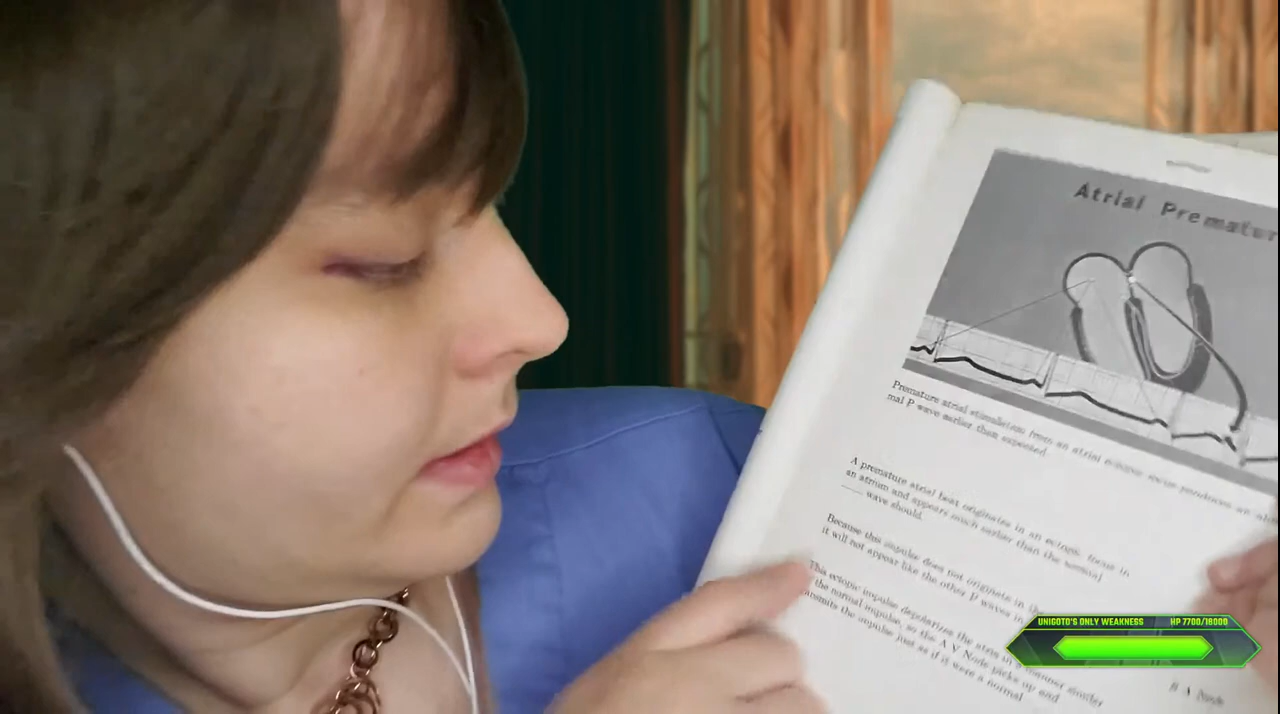 Atrial Prematur
Premature atrial stimulation from an atrial ectopic focus produces an
mal P wave earlier than expected.
A premature atrial beat originates in an ectopic focus in
an atrium and appears much earlier than the normal
____ wave should.
Because this impulse does not originate in the
it will not appear like the other P waves in
This ectopic impulse depolarizes the atria in a manner similar
the normal impulse, so the A V Node picks up and
the impulse just as if it were a normal
UNIGOTO'S ONLY WEAKNESS HP 7700/18000